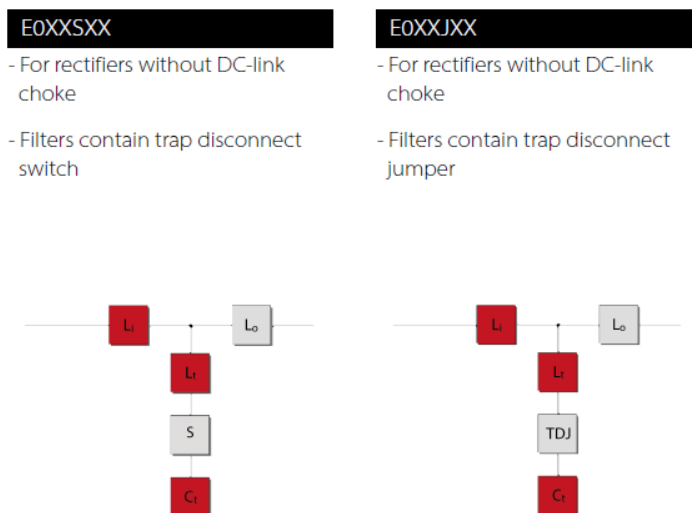 E0XXSXX
- For rectifiers without DC-link
choke
- Filters contain trap disconnect
switch
E0XXJXX
- For rectifiers without DC-link
choke
- Filters contain trap disconnect
jumper
Li
Lo
Lt
S
Ct
Li
Lo
Lt
TDJ
Ct